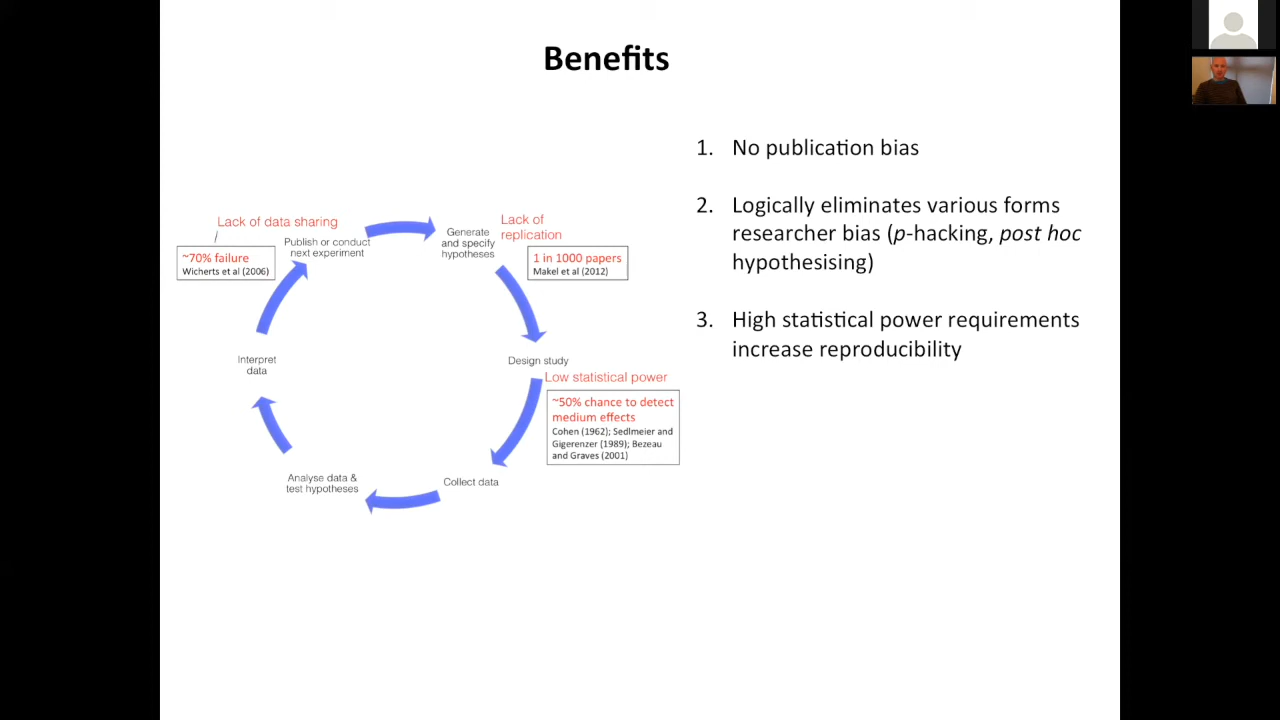 Benefits
1. No publication bias
2. Logically eliminates various forms
researcher bias (p-hacking, post hoc
hypothesising)
3. High statistical power requirements
increase reproducibility
Lack of data sharing
~70% failure
Wicherts et al (2006)
Publish or conduct
next experiment
Generate
and specify
hypotheses
Lack of
replication
1 in 1000 papers
Makel et al (2012)
Design study
Low statistical power
~50% chance to detect
medium effects
Cohen (1962); Sedlmeier and
Gigerenzer (1989); Bezeau
and Graves (2001)
Collect data
Analyse data &
test hypotheses
Interpret
data